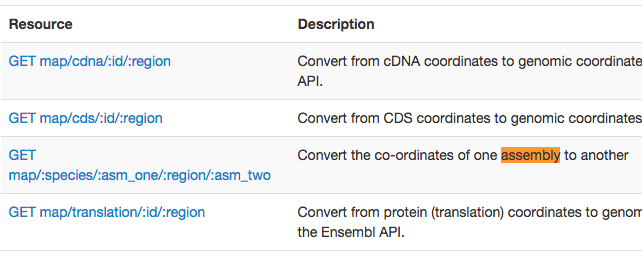 Resource Description
GET map/cdna/:id/:region Convert from cDNA coordinates to genomic coordinate
API.
GET map/cds/:id/:region Convert from CDS coordinates to genomic coordinates
GET Convert the co-ordinates of one assembly to another
map/:species/:asm_one/:region/:asm_two
GET map/translation/:id/:region Convert from protein (translation) coordinates to genom
the Ensembl API.